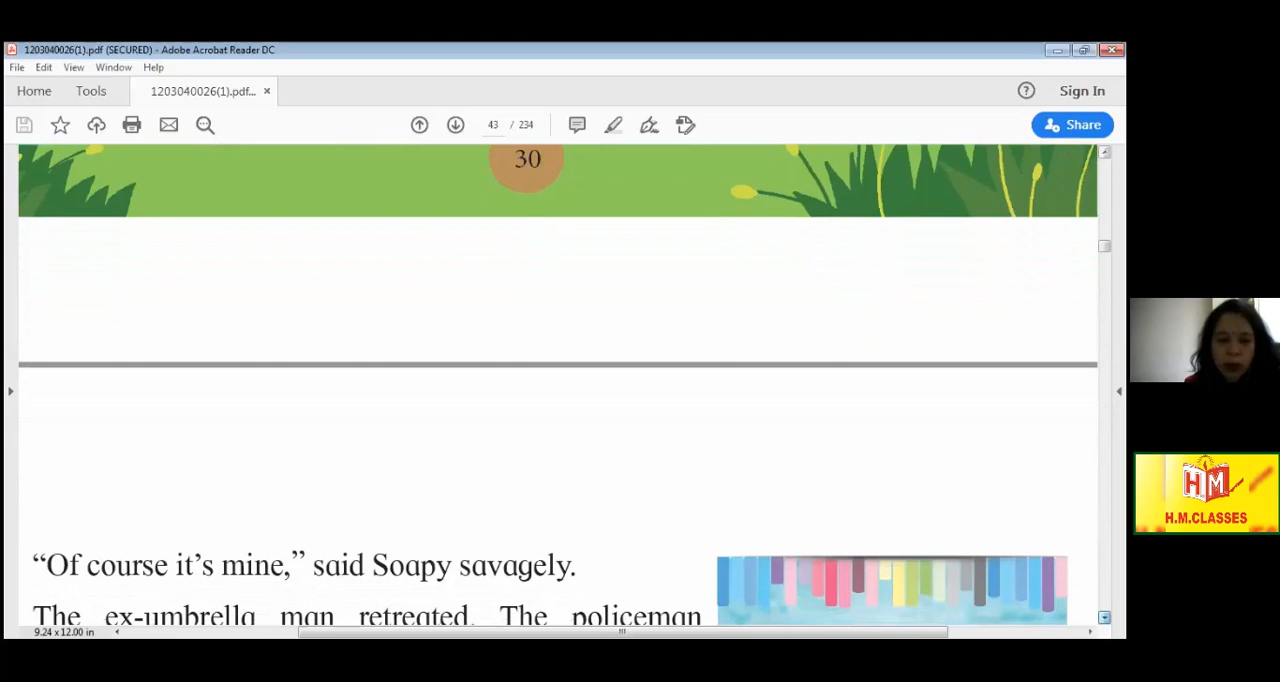 1203040026(1).pdf (SECURED) - Adobe Acrobat Reader DC
File Edit View Window Help
Home Tools 1203040026(1).pdf... × ? Sign In
43 / 234 Share
30
“Of course it’s mine,” said Soapy savagely.
The ex-umbrella man retreated. The policeman
9.24 x 12.00 in
H M
H.M.CLASSES